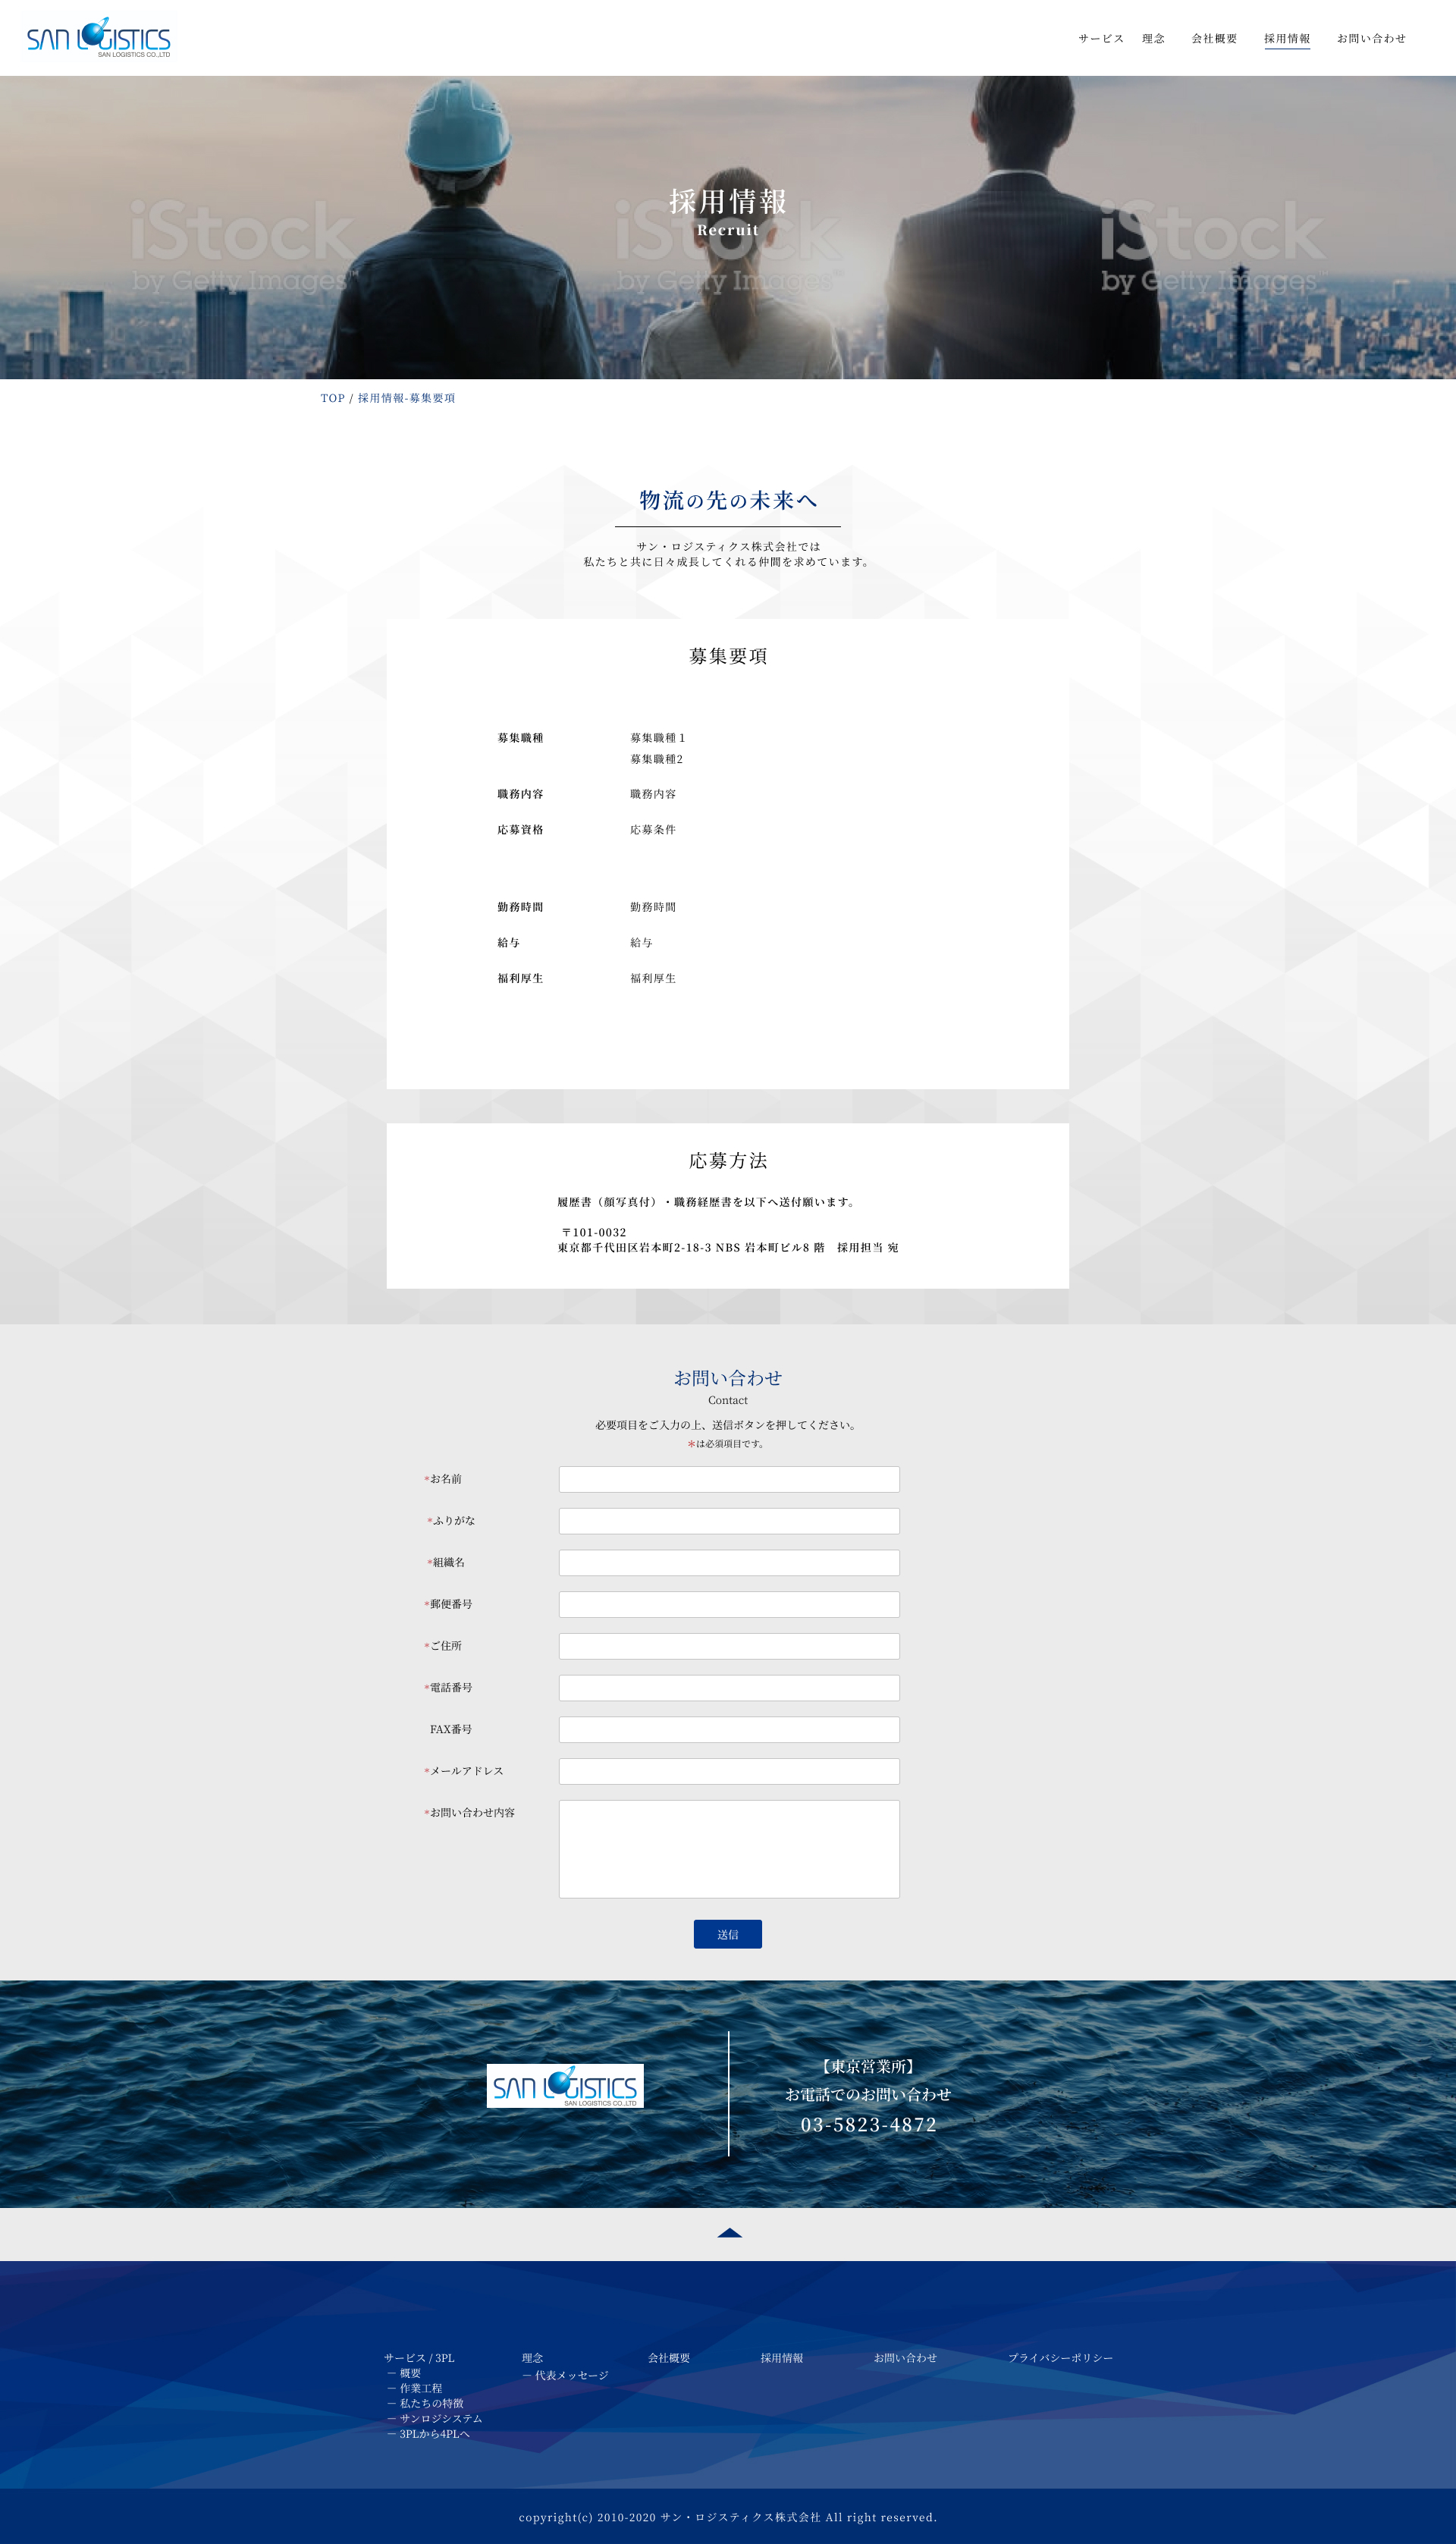 SAN LOGISTICS
SAN LOGISTICS CO.,LTD
サービス 理念 会社概要 採用情報 お問い合わせ
採用情報
Recruit
iStock iStock iStock
by Getty Images™ by Getty Images™ by Getty Images™
TOP / 採用情報-募集要項
物流の先の未来へ
サン・ロジスティクス株式会社では
私たちと共に日々成長してくれる仲間を求めています。
募集要項
募集職種 募集職種１
募集職種2
職務内容 職務内容
応募資格 応募条件
勤務時間 勤務時間
給与 給与
福利厚生 福利厚生
応募方法
履歴書（顔写真付）・職務経歴書を以下へ送付願います。
〒101-0032
東京都千代田区岩本町2-18-3 NBS 岩本町ビル8 階　採用担当 宛
お問い合わせ
Contact
必要項目をご入力の上、送信ボタンを押してください。
＊は必須項目です。
*お名前
*ふりがな
*組織名
*郵便番号
*ご住所
*電話番号
FAX番号
*メールアドレス
*お問い合わせ内容
送信
【東京営業所】
お電話でのお問い合わせ
03-5823-4872
SAN LOGISTICS
SAN LOGISTICS CO.,LTD
サービス / 3PL 理念 会社概要 採用情報 お問い合わせ プライバシーポリシー
― 概要 ― 代表メッセージ
― 作業工程
― 私たちの特徴
― サンロジシステム
― 3PLから4PLへ
copyright(c) 2010-2020 サン・ロジスティクス株式会社 All right reserved.